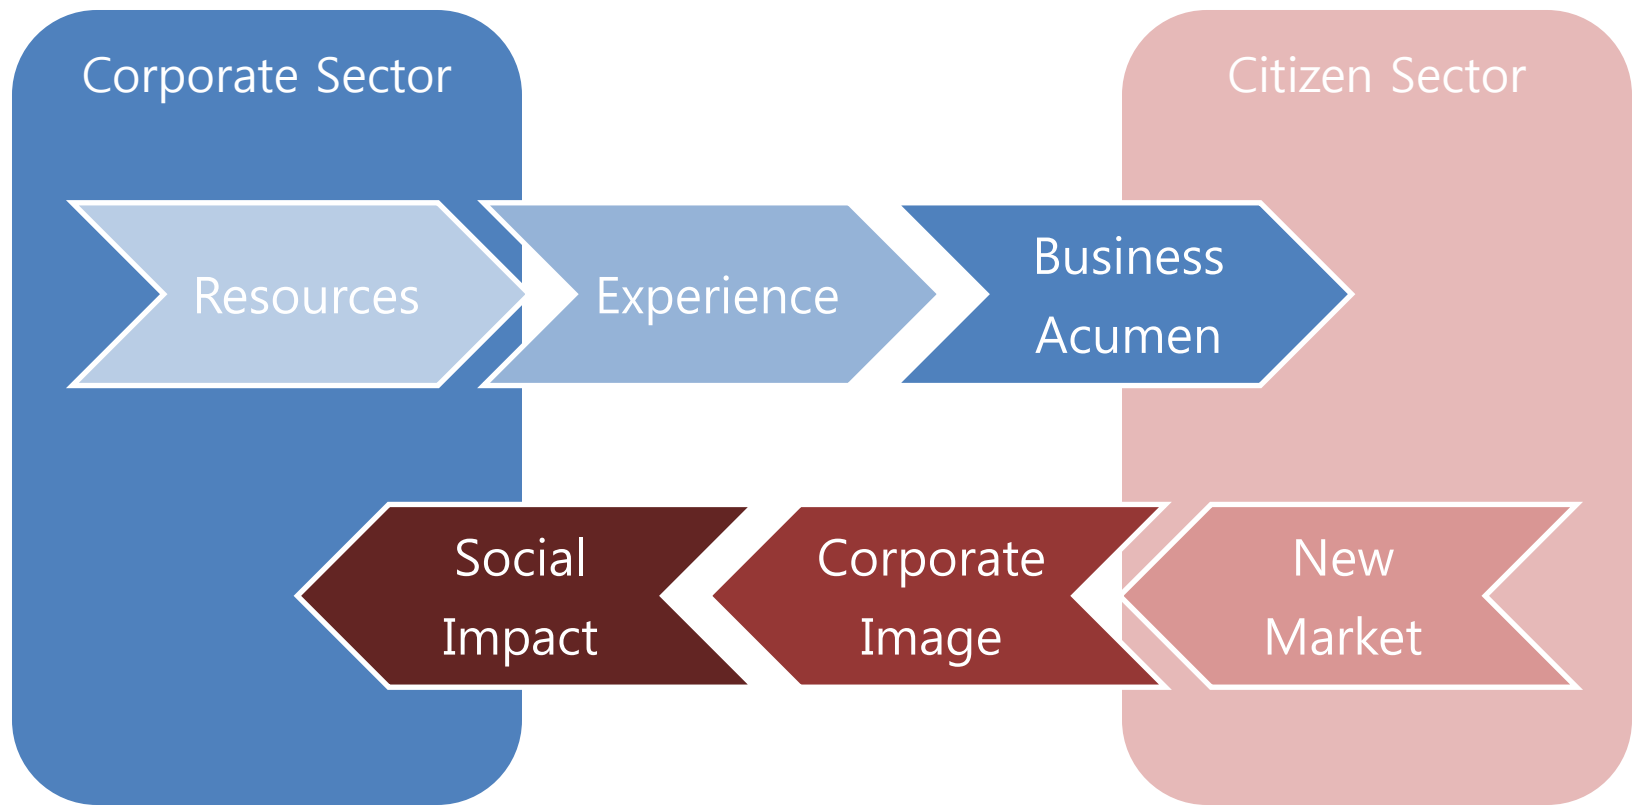 Corporate Sector
Citizen Sector
Resources
Experience
Business
Acumen
Social
Impact
Corporate
Image
New
Market